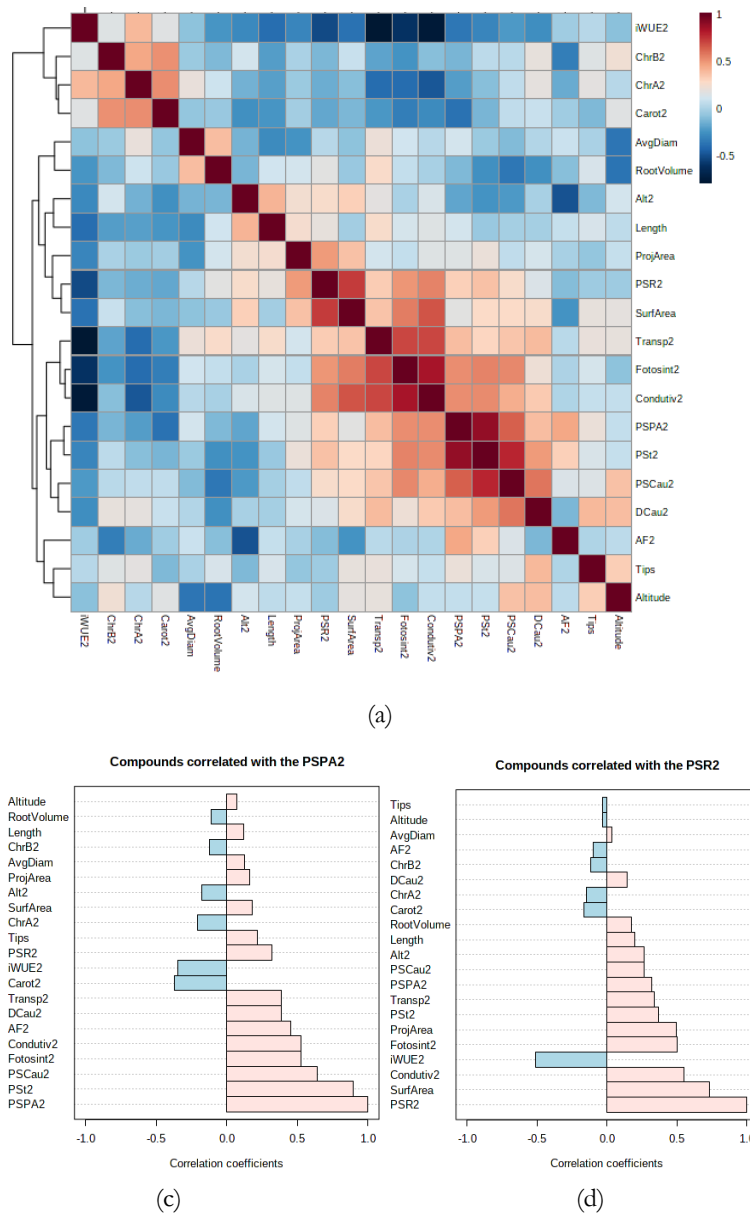 1
iWUE2
ChrB2
0.5
ChrA2
0
Carot2
-0.5
AvgDiam
RootVolume
Alt2
Length
ProjArea
PSR2
SurfArea
Transp2
Fotosint2
Condutiv2
PSPA2
PSt2
PSCau2
DCau2
AF2
Tips
Altitude
iWUE2 ChrB2 ChrA2 Carot2 AvgDiam RootVolume Alt2 Length ProjArea PSR2 SurfArea Transp2 Fotosint2 Condutiv2 PSPA2 PSt2 PSCau2 DCau2 AF2 Tips Altitude
(a)
Compounds correlated with the PSPA2
Altitude
RootVolume
Length
ChrB2
AvgDiam
ProjArea
Alt2
SurfArea
ChrA2
Tips
PSR2
iWUE2
Carot2
Transp2
DCau2
AF2
Condutiv2
Fotosint2
PSCau2
PSt2
PSPA2
-1.0 -0.5 0.0 0.5 1.0
Correlation coefficients
(c)
Compounds correlated with the PSR2
Tips
Altitude
AvgDiam
AF2
ChrB2
DCau2
ChrA2
Carot2
RootVolume
Length
Alt2
PSCau2
PSPA2
Transp2
PSt2
ProjArea
Fotosint2
iWUE2
Condutiv2
SurfArea
PSR2
-1.0 -0.5 0.0 0.5
Correlation coefficients
(d)